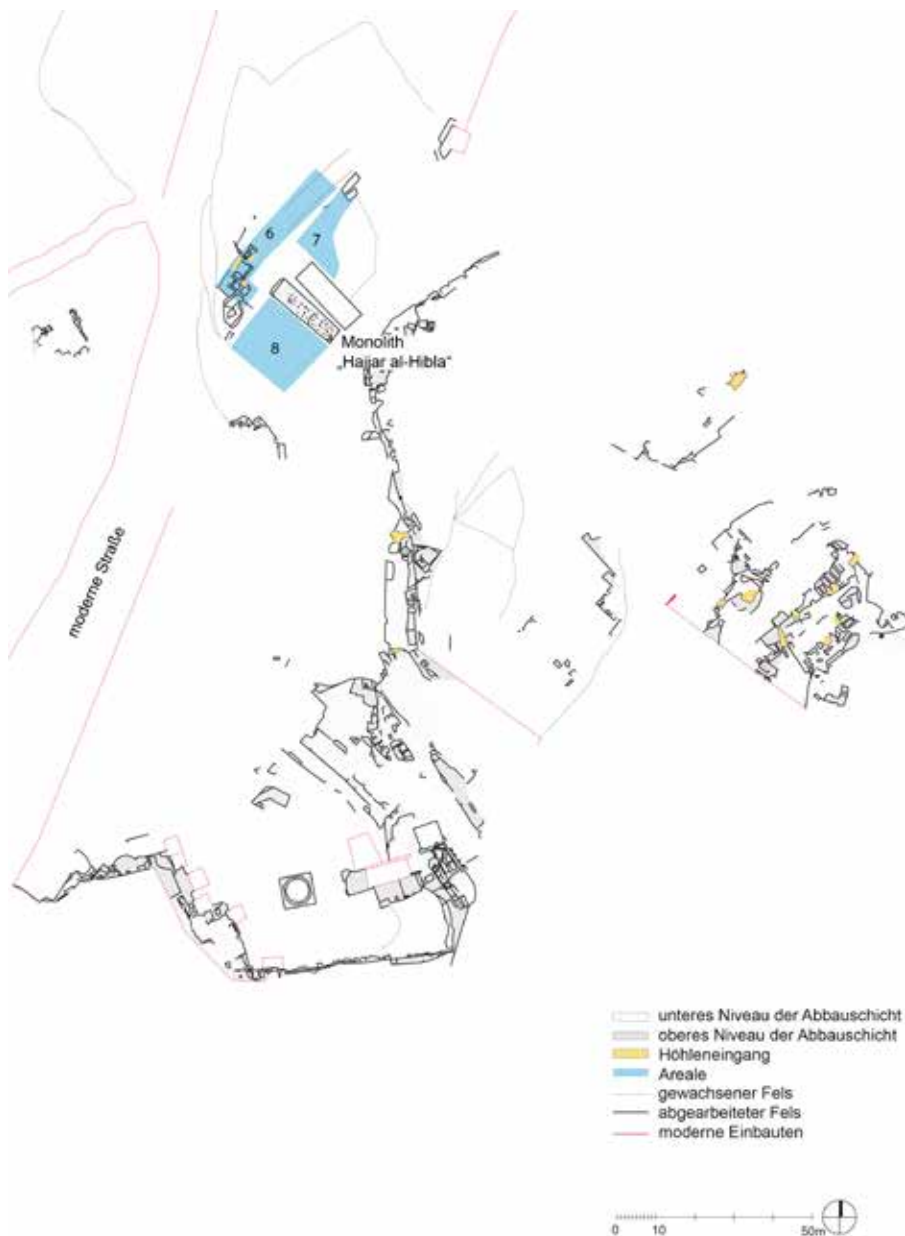 6
7
8
Monolith
„Hajjar al-Hibla“
moderne Straße
unteres Niveau der Abbauschicht
oberes Niveau der Abbauschicht
Höhleneingang
Areale
gewachsener Fels
abgearbeiteter Fels
moderne Einbauten
0 10 50m